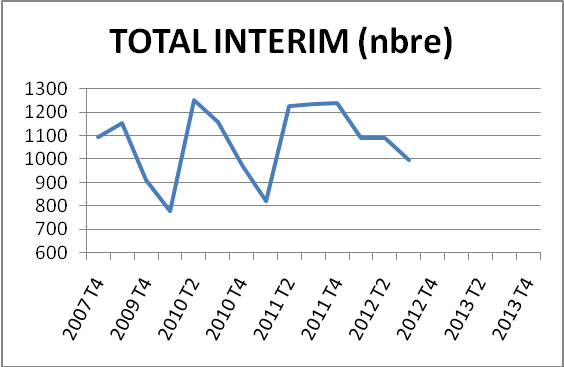 TOTAL INTERIM (nbre)
1300
1200
1100
1000
900
800
700
600
2007 T4
2009 T4
2010 T2
2010 T4
2011 T2
2011 T4
2012 T2
2012 T4
2013 T2
2013 T4